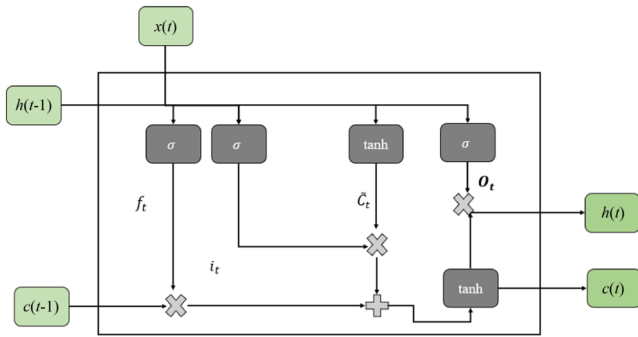 x(t)
h(t-1)
σ
σ
tanh
σ
f_t
C̃_t
O_t
h(t)
i_t
c(t-1)
tanh
c(t)